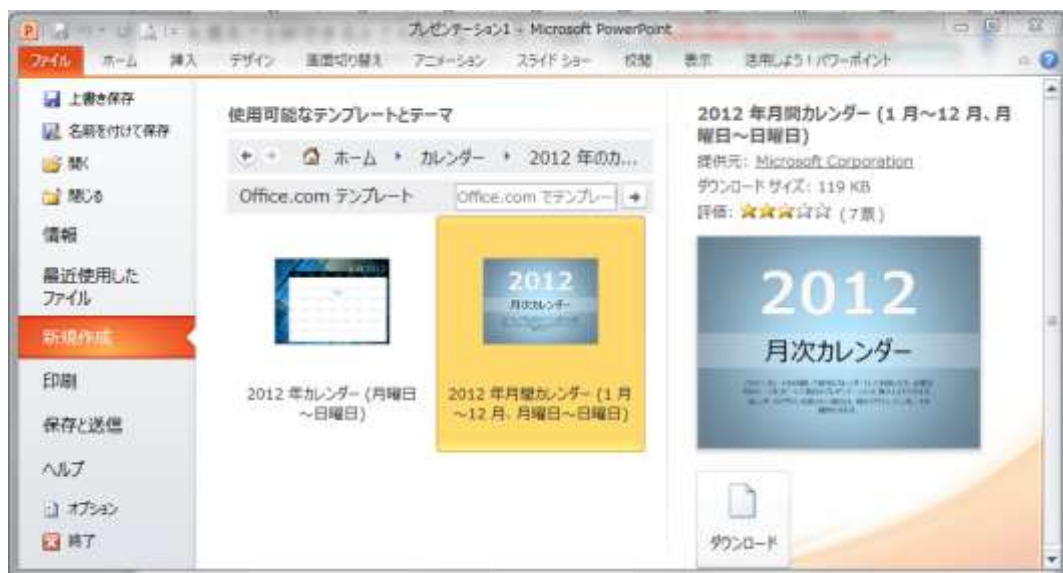 プレゼンテーション1 - Microsoft PowerPoint
ファイル ホーム 挿入 デザイン 画面切り替え アニメーション スライド ショー 校閲 表示 活用しよう！パワーポイント
上書き保存
名前を付けて保存
開く
閉じる
情報
最近使用した
ファイル
新規作成
印刷
保存と送信
ヘルプ
オプション
終了
使用可能なテンプレートとテーマ
ホーム カレンダー 2012 年のカ...
Office.com テンプレート Office.com でテンプレー
2012
月次カレンダー
2012 年カレンダー (月曜日
～日曜日)
2012 年月間カレンダー (1 月
～12 月、月曜日～日曜日)
2012 年月間カレンダー (1 月～12 月、月
曜日～日曜日)
提供元: Microsoft Corporation
ダウンロード サイズ: 119 KB
評価: (7票)
2012
月次カレンダー
ダウンロード